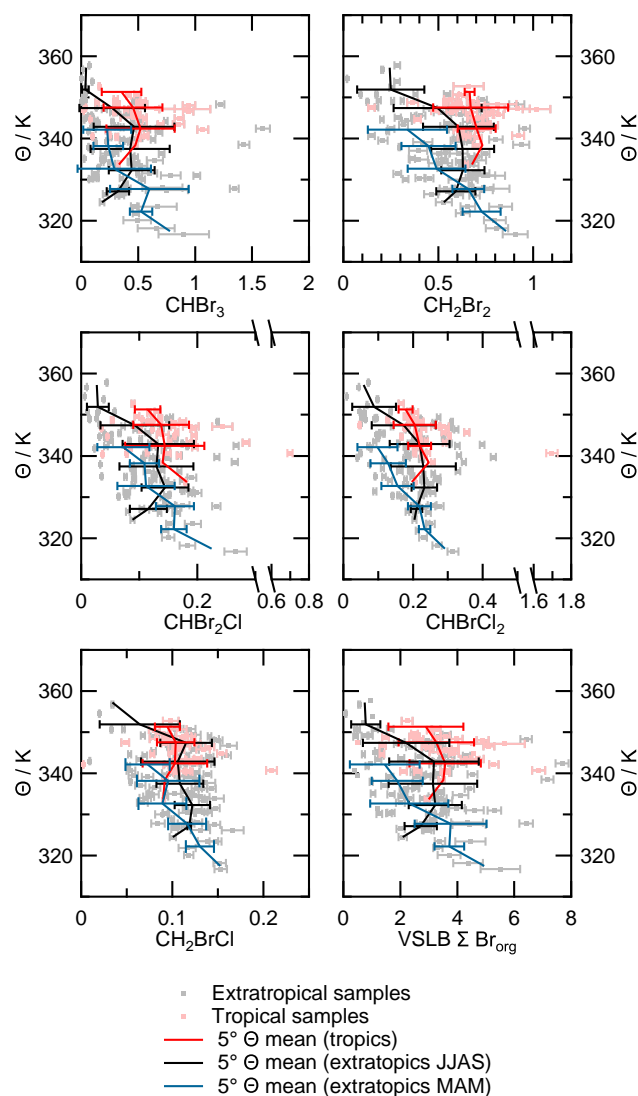 360
340
320
Θ / K
0
0.5
1
1.5
2
CHBr₃
0
0.5
1
CH₂Br₂
360
340
320
Θ / K
360
340
320
Θ / K
0
0.2
0.6
0.8
CHBr₂Cl
0
0.2
0.4
1.6
1.8
CHBrCl₂
360
340
320
Θ / K
360
340
320
Θ / K
0
0.1
0.2
CH₂BrCl
0
2
4
6
8
VSLB Σ Br_org
360
340
320
Θ / K
Extratropical samples
Tropical samples
5° Θ mean (tropics)
5° Θ mean (extratopics JJAS)
5° Θ mean (extratopics MAM)